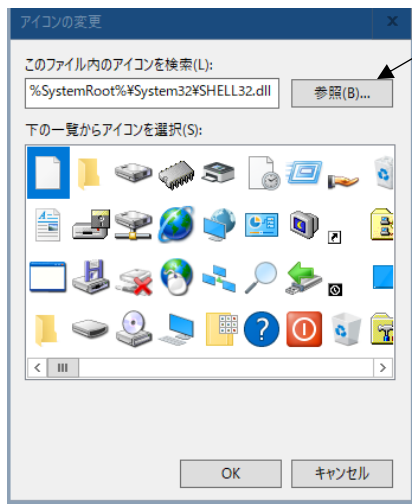 アイコンの変更
このファイル内のアイコンを検索(L):
%SystemRoot%¥System32¥SHELL32.dll
参照(B)...
下の一覧からアイコンを選択(S):
OK
キャンセル